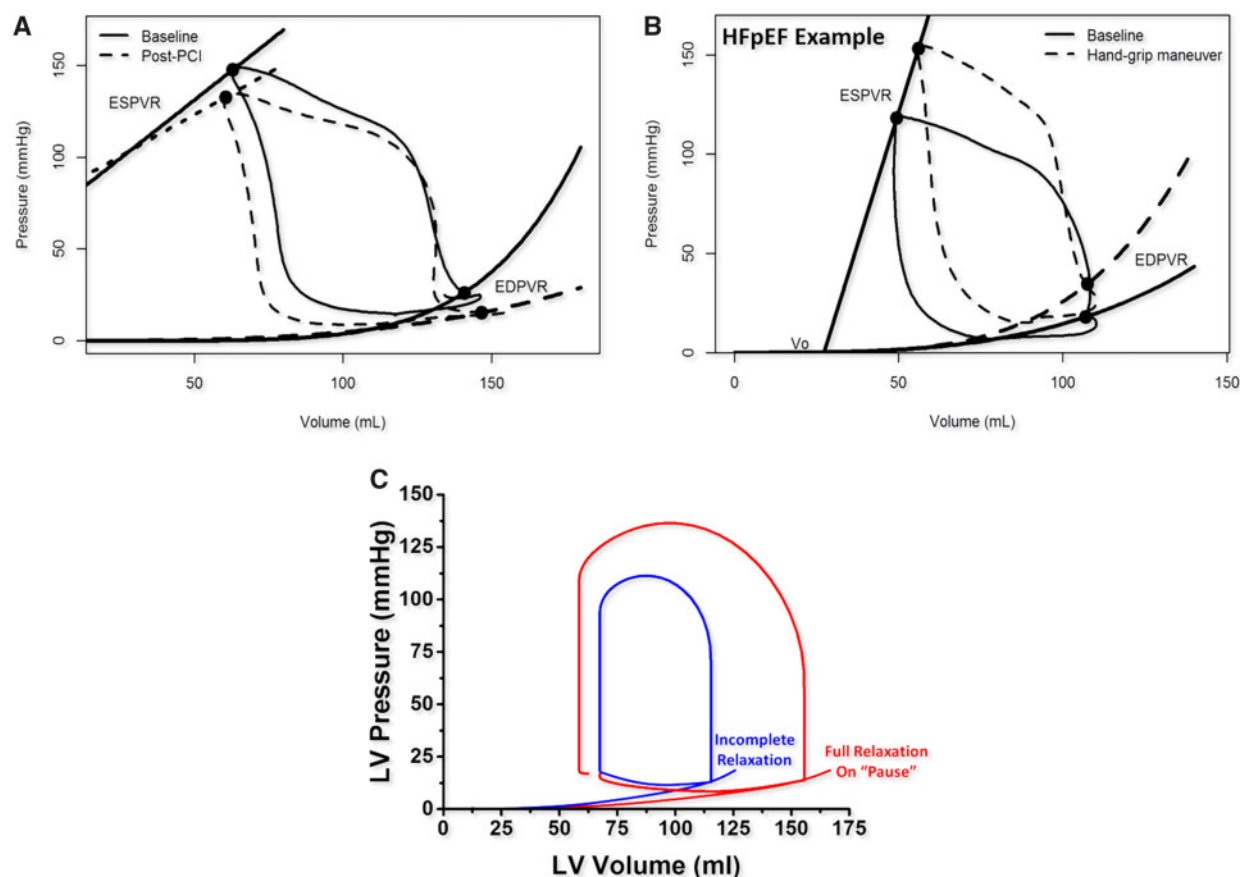 A
Baseline
Post-PCI
ESPVR
EDPVR
Pressure (mmHg)
0 50 100 150
50 100 150
Volume (mL)
B
HFpEF Example
Baseline
Hand-grip maneuver
ESPVR
EDPVR
Vo
Pressure (mmHg)
0 50 100 150
0 50 100 150
Volume (mL)
C
LV Pressure (mmHg)
150
125
100
75
50
25
0
Incomplete
Relaxation
Full Relaxation
On “Pause”
0 25 50 75 100 125 150 175
LV Volume (ml)